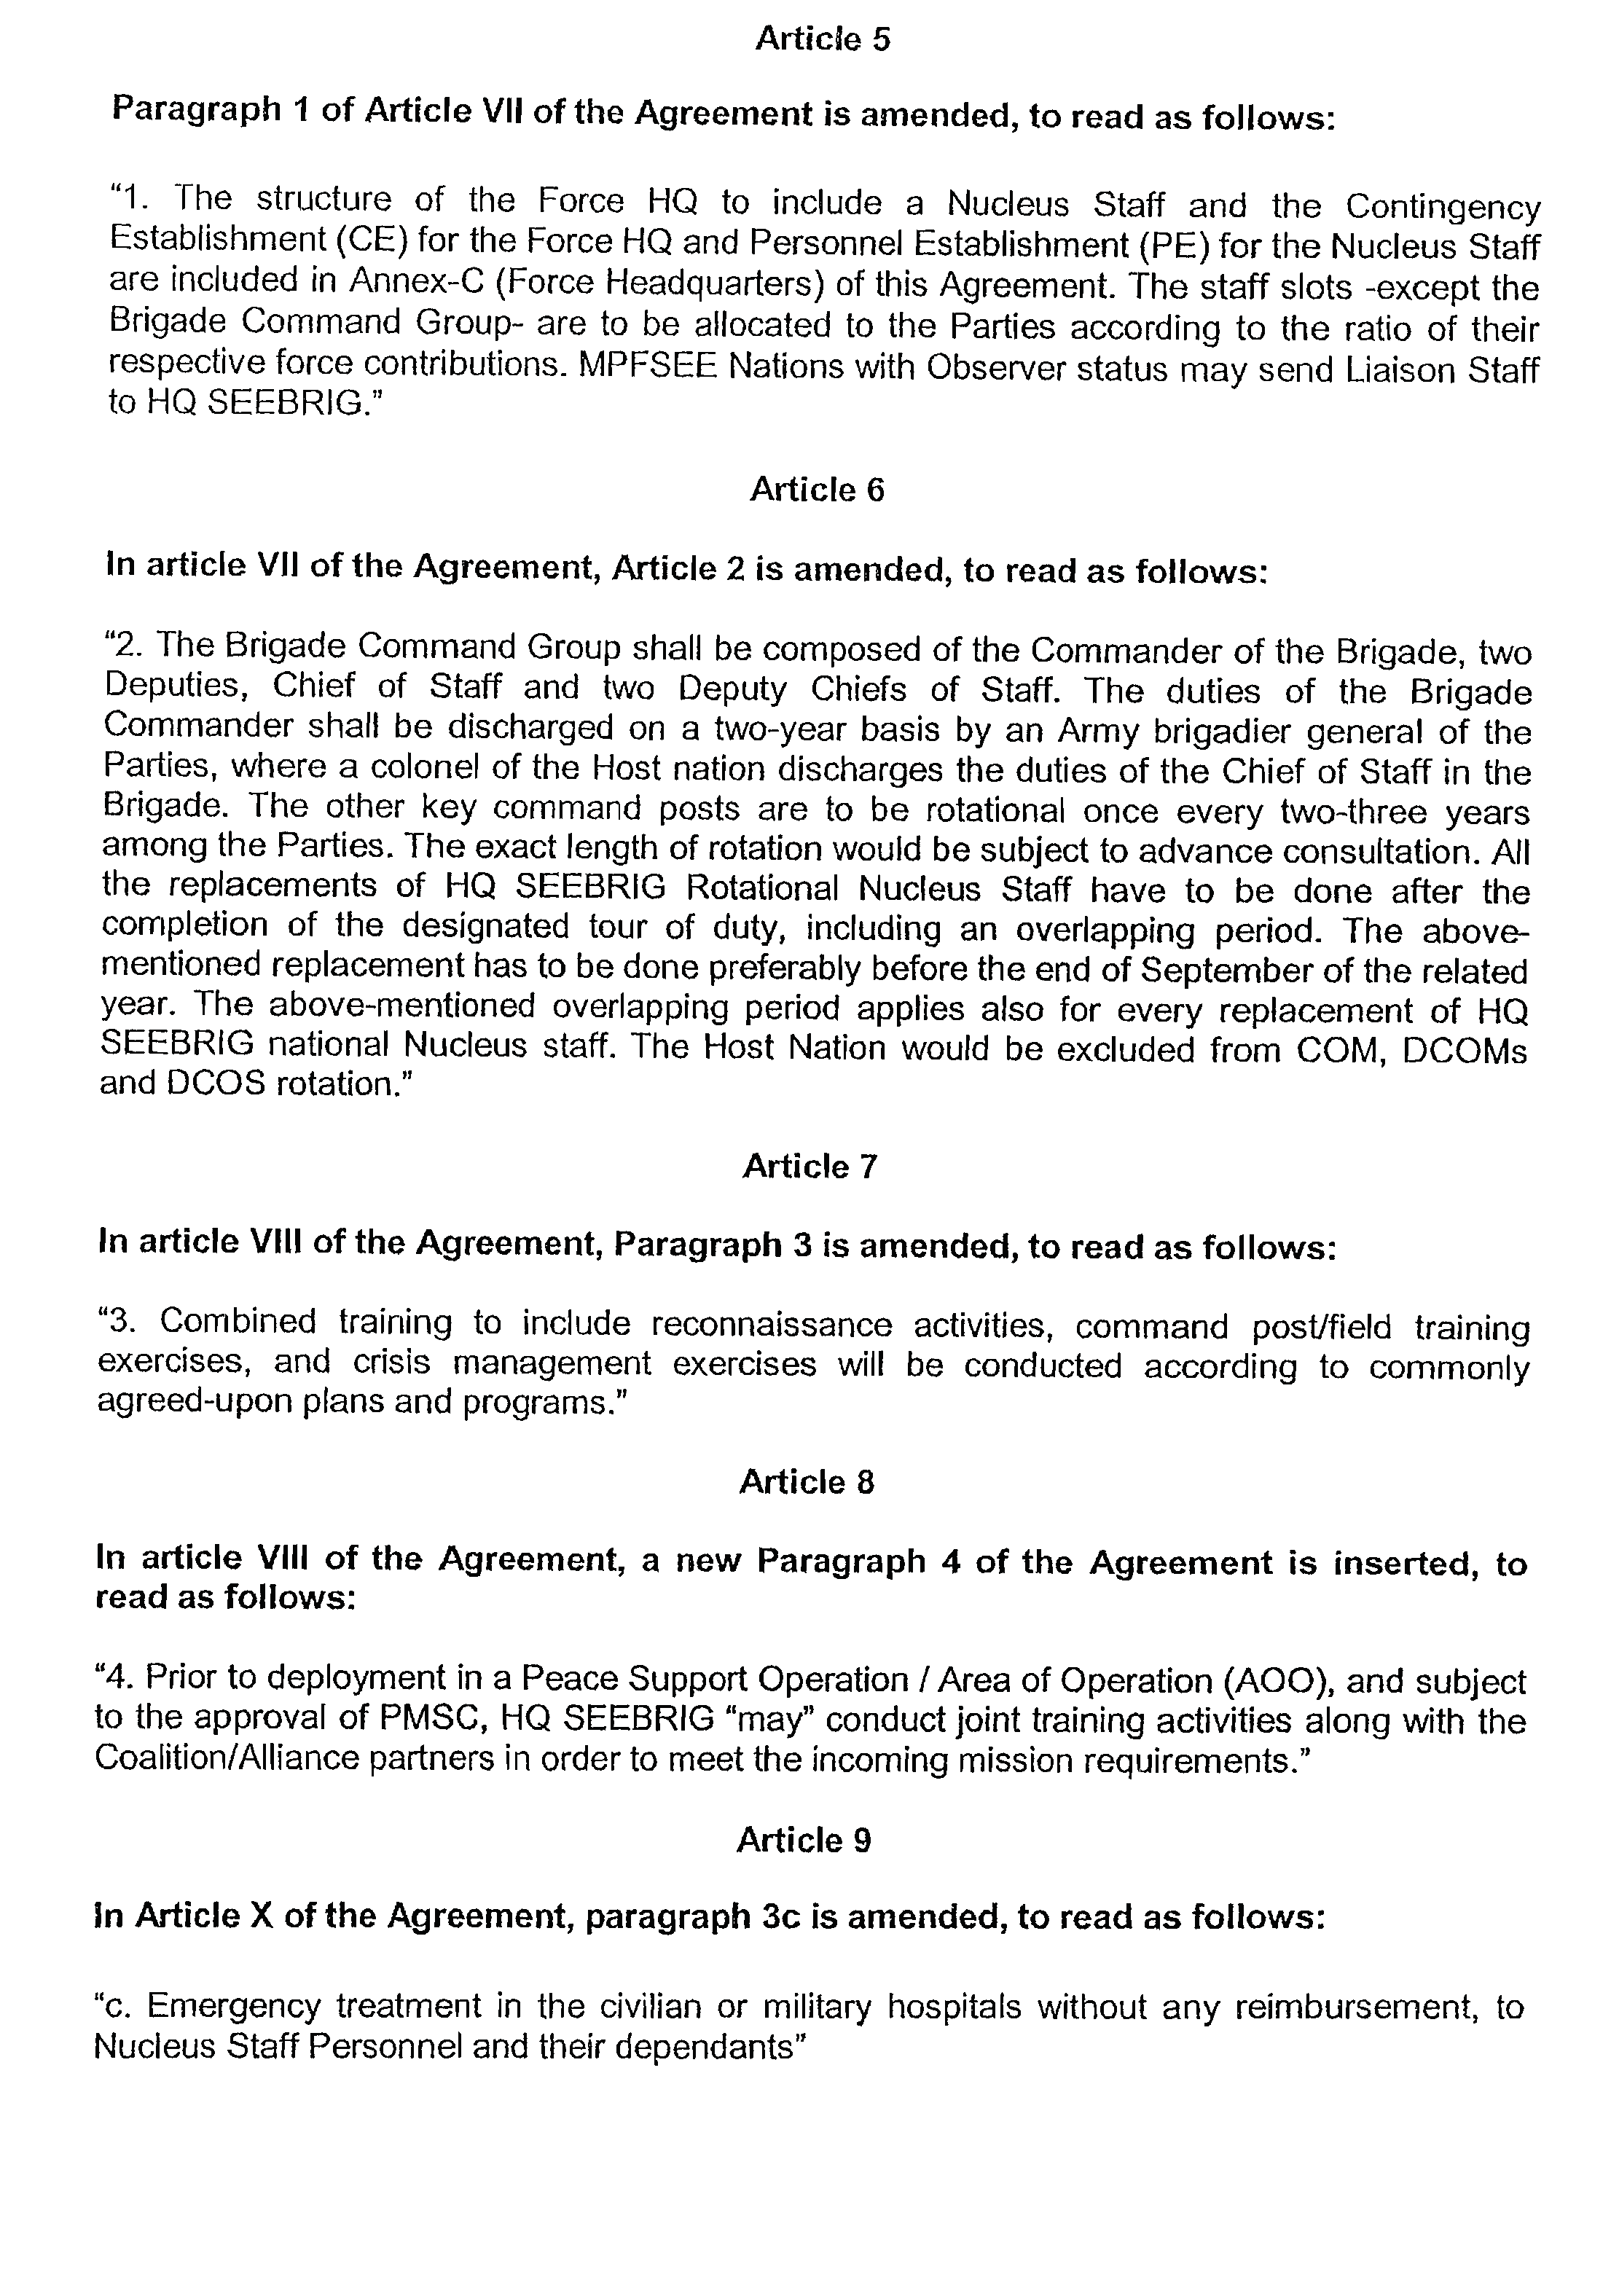 Article 5
Paragraph 1 of Article VII of the Agreement is amended, to read as follows:
“1. The structure of the Force HQ to include a Nucleus Staff and the Contingency
Establishment (CE) for the Force HQ and Personnel Establishment (PE) for the Nucleus Staff
are included in Annex-C (Force Headquarters) of this Agreement. The staff slots -except the
Brigade Command Group- are to be allocated to the Parties according to the ratio of their
respective force contributions. MPFSEE Nations with Observer status may send Liaison Staff
to HQ SEEBRIG.”
Article 6
In article VII of the Agreement, Article 2 is amended, to read as follows:
“2. The Brigade Command Group shall be composed of the Commander of the Brigade, two
Deputies, Chief of Staff and two Deputy Chiefs of Staff. The duties of the Brigade
Commander shall be discharged on a two-year basis by an Army brigadier general of the
Parties, where a colonel of the Host nation discharges the duties of the Chief of Staff in the
Brigade. The other key command posts are to be rotational once every two-three years
among the Parties. The exact length of rotation would be subject to advance consultation. All
the replacements of HQ SEEBRIG Rotational Nucleus Staff have to be done after the
completion of the designated tour of duty, including an overlapping period. The above-
mentioned replacement has to be done preferably before the end of September of the related
year. The above-mentioned overlapping period applies also for every replacement of HQ
SEEBRIG national Nucleus staff. The Host Nation would be excluded from COM, DCOMs
and DCOS rotation.”
Article 7
In article VIII of the Agreement, Paragraph 3 is amended, to read as follows:
“3. Combined training to include reconnaissance activities, command post/field training
exercises, and crisis management exercises will be conducted according to commonly
agreed-upon plans and programs.”
Article 8
In article VIII of the Agreement, a new Paragraph 4 of the Agreement is inserted, to
read as follows:
“4. Prior to deployment in a Peace Support Operation / Area of Operation (AOO), and subject
to the approval of PMSC, HQ SEEBRIG “may” conduct joint training activities along with the
Coalition/Alliance partners in order to meet the incoming mission requirements.”
Article 9
In Article X of the Agreement, paragraph 3c is amended, to read as follows:
“c. Emergency treatment in the civilian or military hospitals without any reimbursement, to
Nucleus Staff Personnel and their dependants”